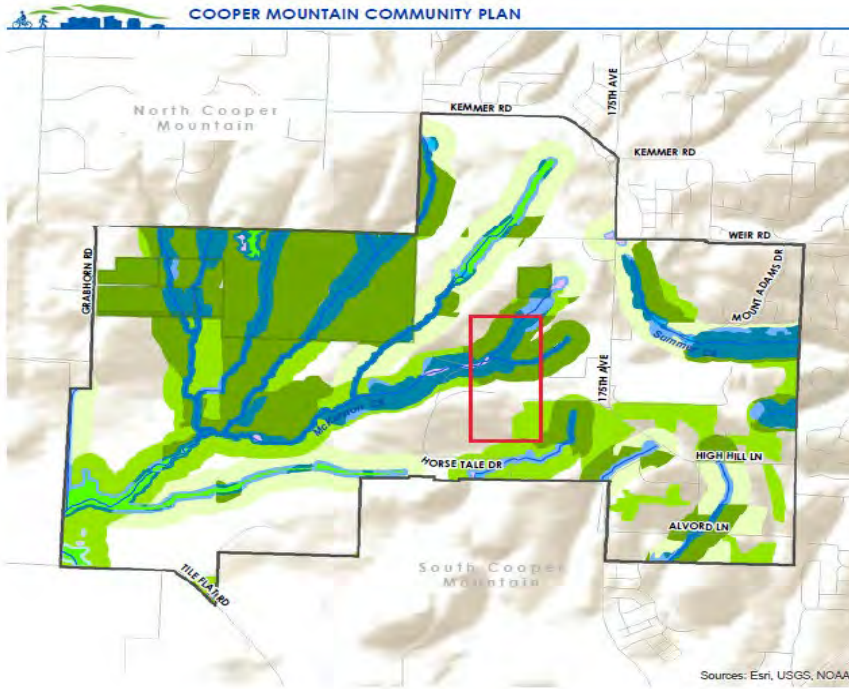 COOPER MOUNTAIN COMMUNITY PLAN
175TH AVE
KEMMER RD
North Cooper
Mountain
KEMMER RD
WEIR RD
GRABHORN RD
MOUNT ADAMS DR
Summer Ck
175TH AVE
McKernon Ck
HORSE TALE DR
HIGH HILL LN
ALVORD LN
South Cooper
Mountain
TILE FLAT RD
Sources: Esri, USGS, NOAA